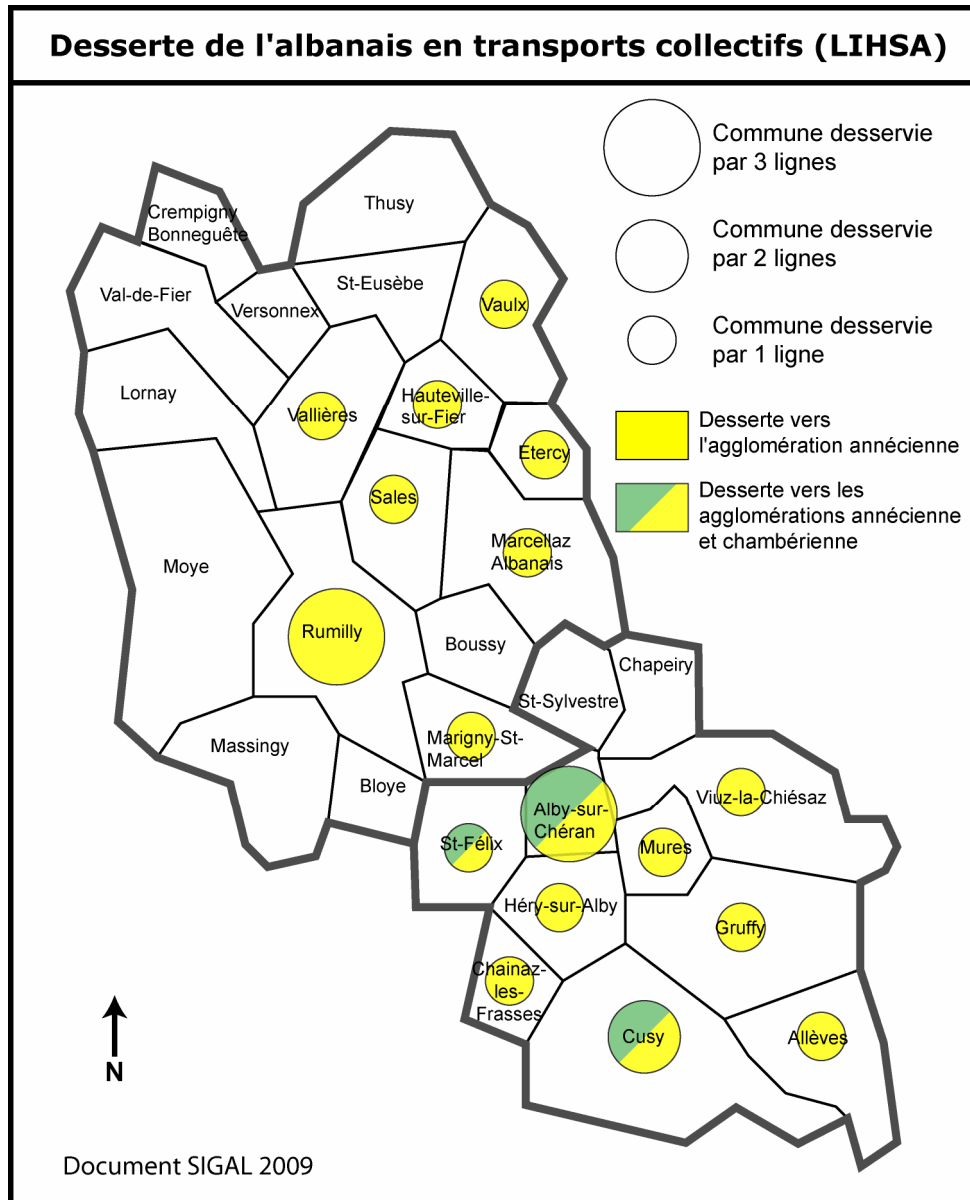 Desserte de l'albanais en transports collectifs (LIHSA)
Commune desservie
par 3 lignes
Commune desservie
par 2 lignes
Commune desservie
par 1 ligne
Desserte vers
l'agglomération annécienne
Desserte vers les
agglomérations annécienne
et chambérienne
Thusy
Crempigny
Bonneguête
St-Eusèbe
Val-de-Fier
Versonnex
Vaulx
Lornay
Vallières
Hauteville-
sur-Fier
Etercy
Sales
Marcellaz
Albanais
Moye
Rumilly
Boussy
Chapeiry
St-Sylvestre
Massingy
Marigny-St-
Marcel
Bloye
Viuz-la-Chiésaz
Alby-sur-
Chéran
St-Félix
Mures
Héry-sur-Alby
Gruffy
Chainaz-
les-
Frasses
Cusy
Allèves
N
Document SIGAL 2009